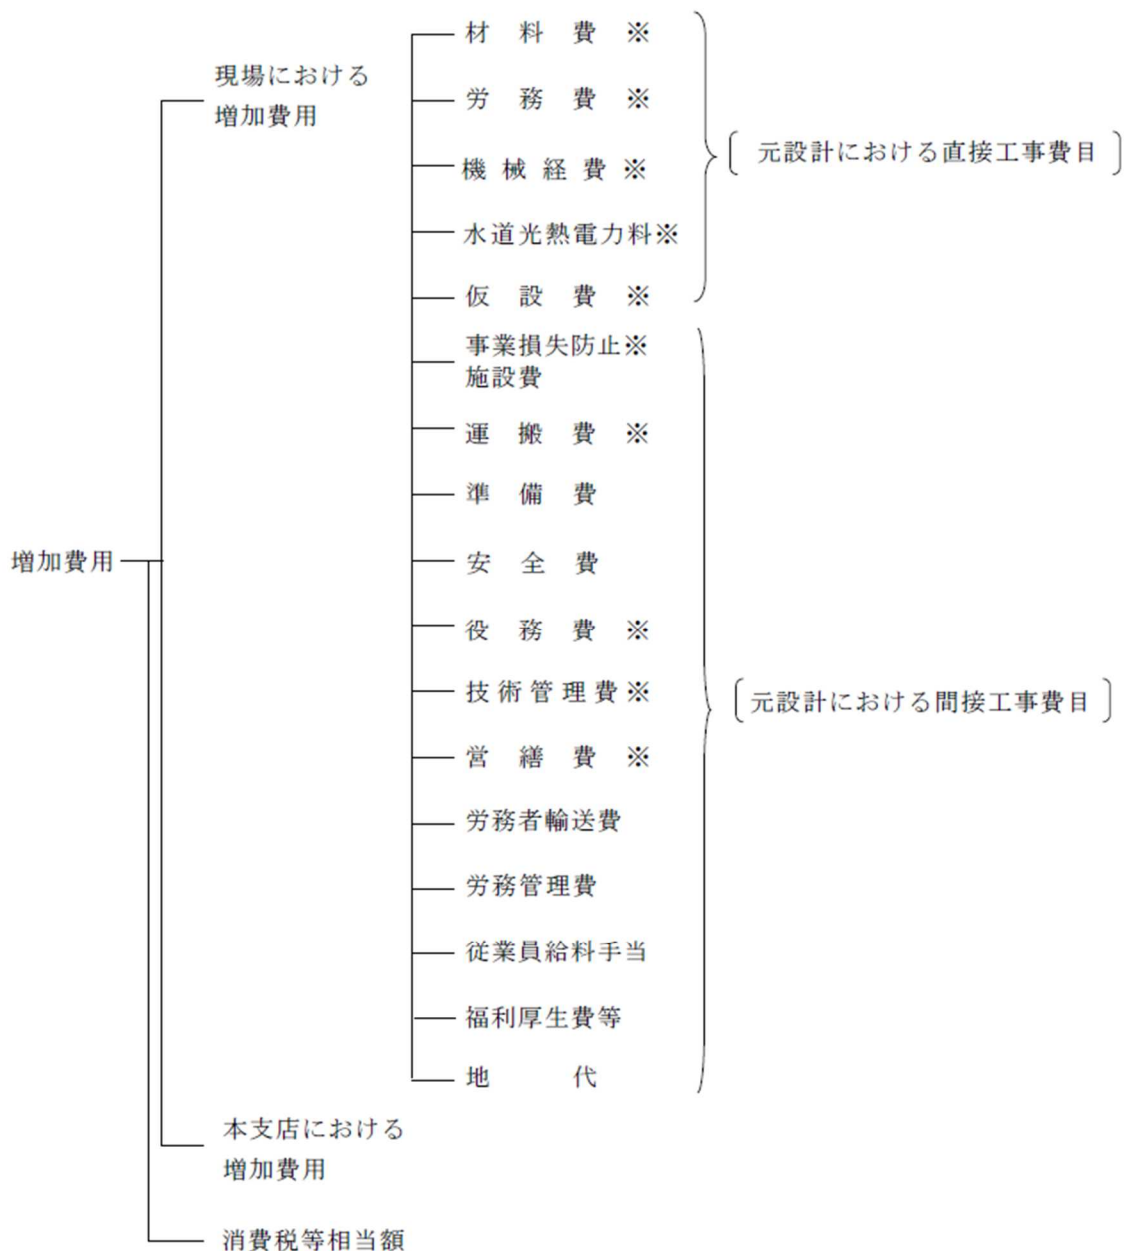 材料費※
現場における
増加費用
労務費※
〔元設計における直接工事費目〕
機械経費※
水道光熱電力料※
仮設費※
事業損失防止※
施設費
運搬費※
準備費
増加費用
安全費
役務費※
技術管理費※
〔元設計における間接工事費目〕
営繕費※
労務者輸送費
労務管理費
従業員給料手当
福利厚生費等
地代
本支店における
増加費用
消費税等相当額